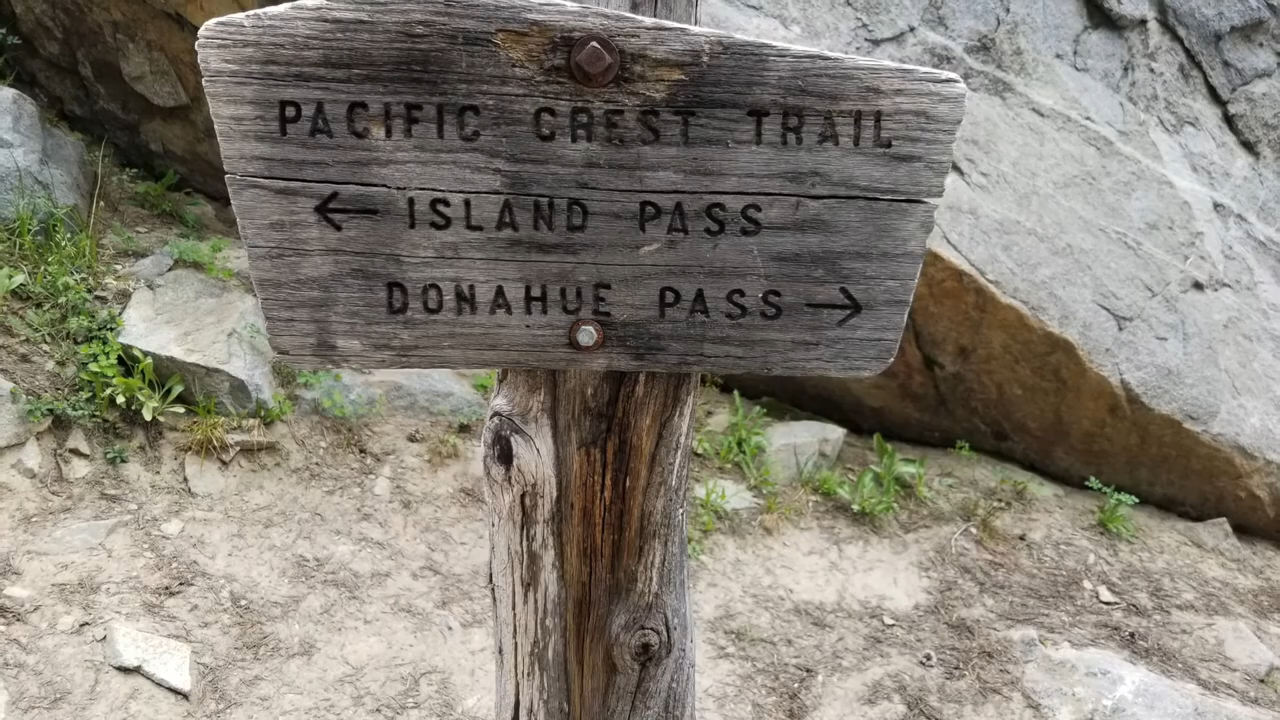 PACIFIC CREST TRAIL
← ISLAND PASS
DONAHUE PASS →